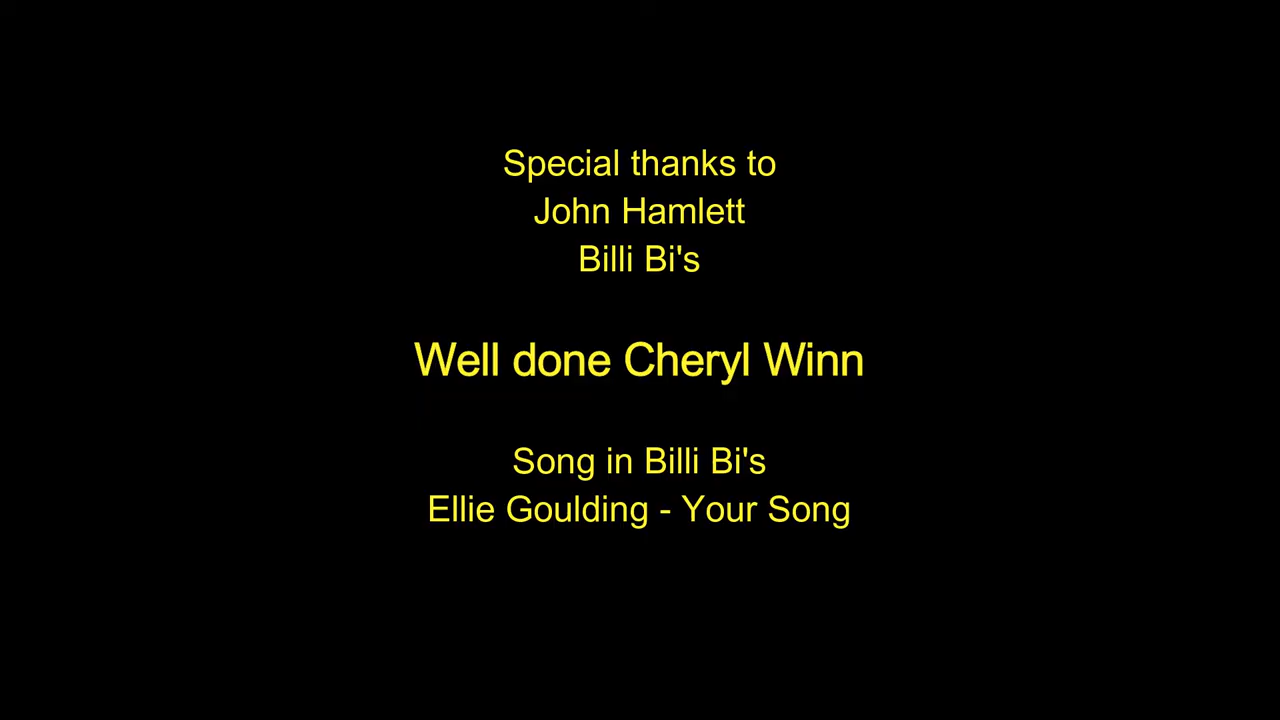 Special thanks to
John Hamlett
Billi Bi's
Well done Cheryl Winn
Song in Billi Bi's
Ellie Goulding - Your Song